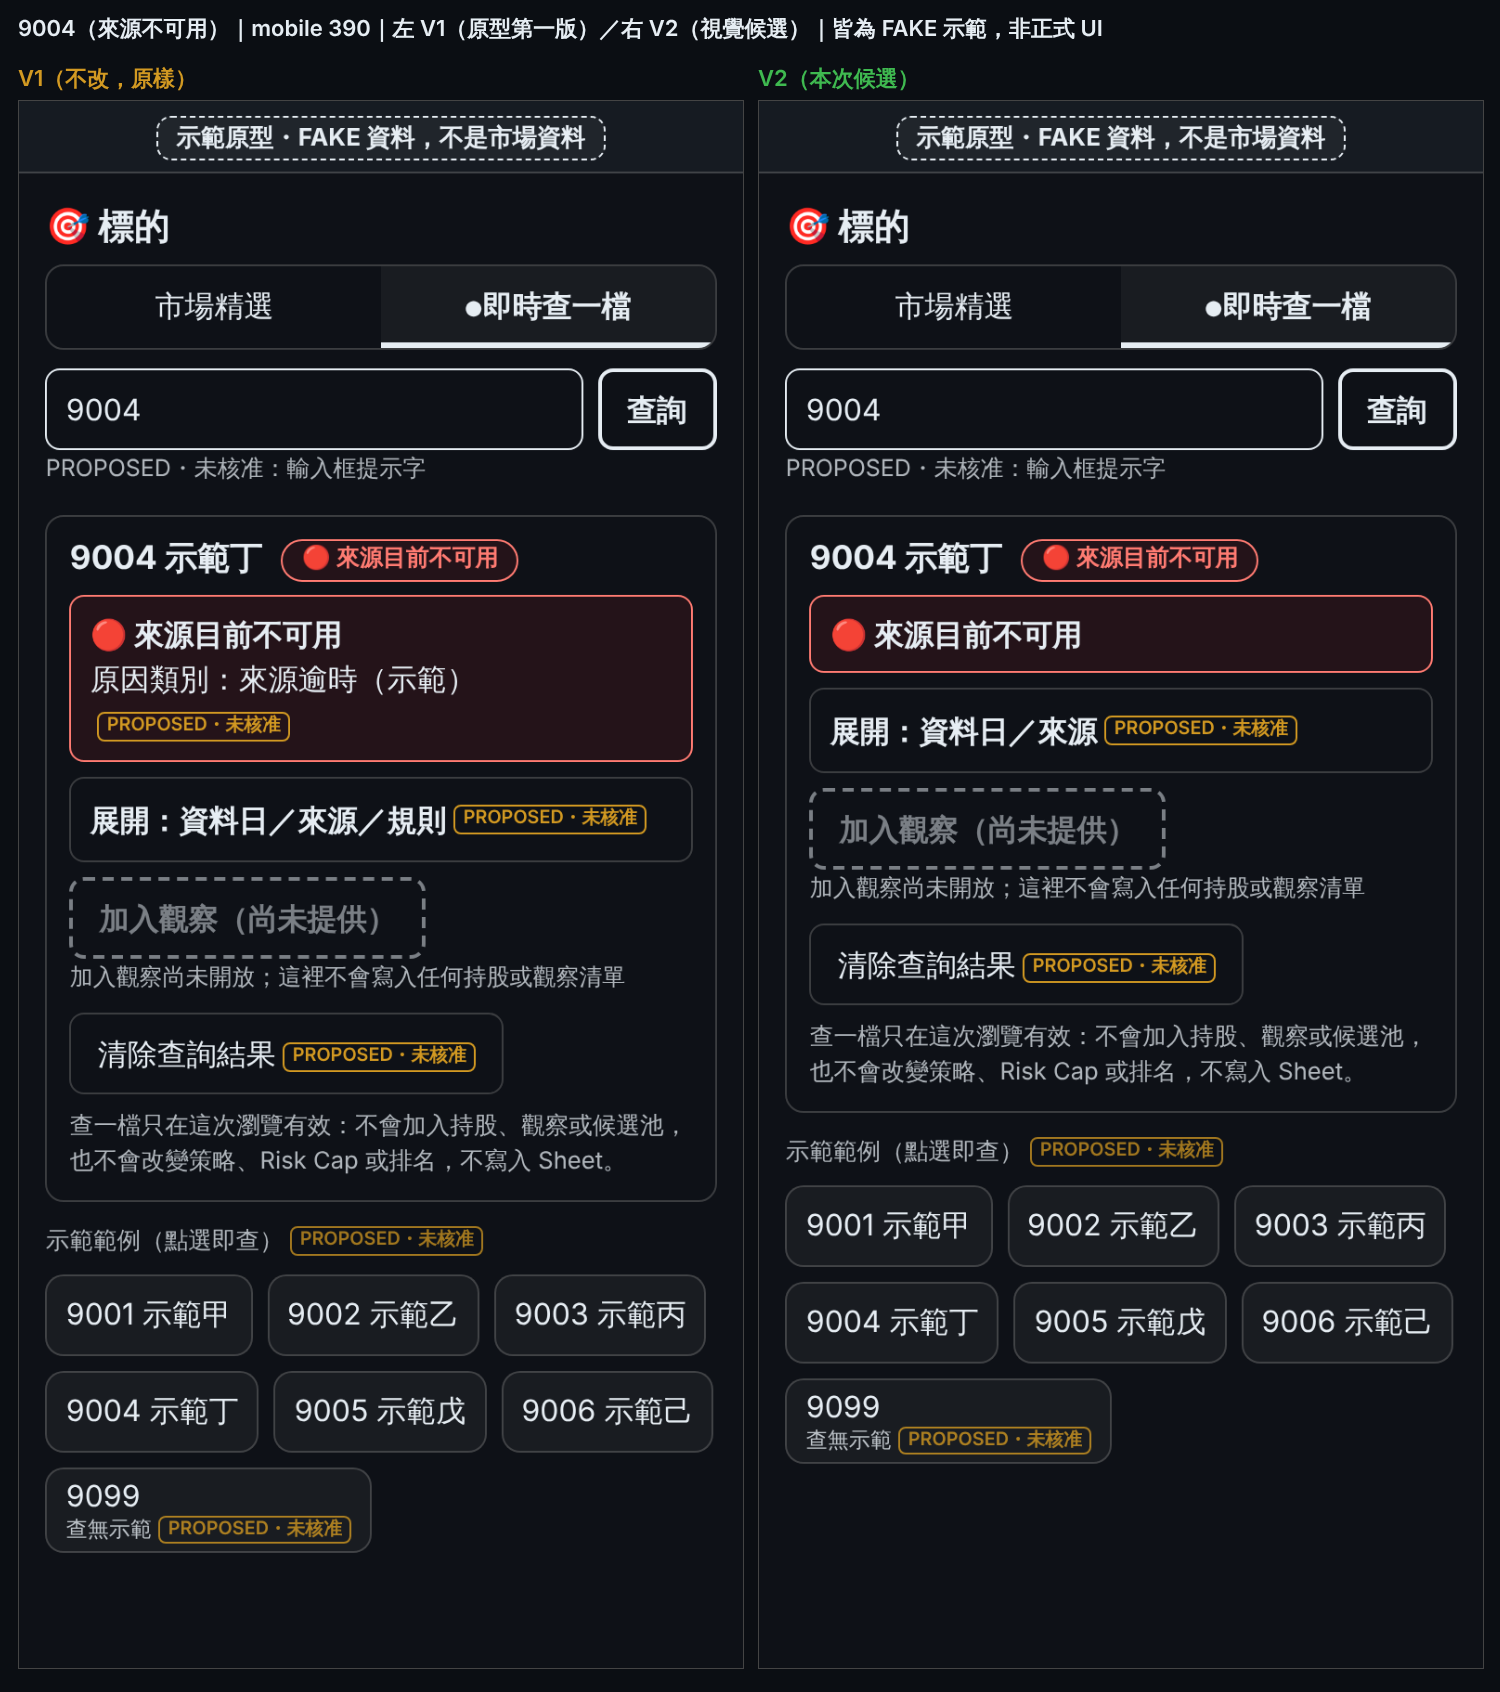 9004（來源不可用）｜mobile 390｜左 V1（原型第一版）／右 V2（視覺候選）｜皆為 FAKE 示範，非正式 UI
V1（不改，原樣）
示範原型・FAKE 資料，不是市場資料
🎯 標的
市場精選
●即時查一檔
9004
查詢
PROPOSED・未核准：輸入框提示字
9004 示範丁
🔴 來源目前不可用
🔴 來源目前不可用
原因類別：來源逾時（示範）
PROPOSED・未核准
展開：資料日／來源／規則 PROPOSED・未核准
加入觀察（尚未提供）
加入觀察尚未開放；這裡不會寫入任何持股或觀察清單
清除查詢結果 PROPOSED・未核准
查一檔只在這次瀏覽有效：不會加入持股、觀察或候選池，
也不會改變策略、Risk Cap 或排名，不寫入 Sheet。
示範範例（點選即查） PROPOSED・未核准
9001 示範甲
9002 示範乙
9003 示範丙
9004 示範丁
9005 示範戊
9006 示範己
9099
查無示範 PROPOSED・未核准
V2（本次候選）
示範原型・FAKE 資料，不是市場資料
🎯 標的
市場精選
●即時查一檔
9004
查詢
PROPOSED・未核准：輸入框提示字
9004 示範丁
🔴 來源目前不可用
🔴 來源目前不可用
展開：資料日／來源 PROPOSED・未核准
加入觀察（尚未提供）
加入觀察尚未開放；這裡不會寫入任何持股或觀察清單
清除查詢結果 PROPOSED・未核准
查一檔只在這次瀏覽有效：不會加入持股、觀察或候選池，
也不會改變策略、Risk Cap 或排名，不寫入 Sheet。
示範範例（點選即查） PROPOSED・未核准
9001 示範甲
9002 示範乙
9003 示範丙
9004 示範丁
9005 示範戊
9006 示範己
9099
查無示範 PROPOSED・未核准